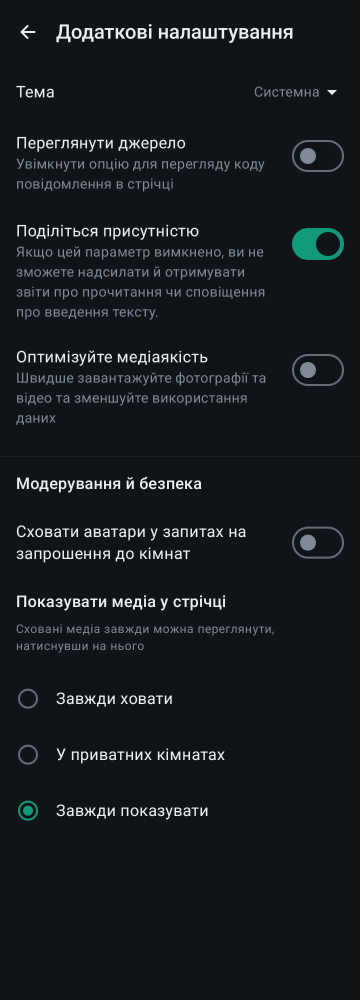 Додаткові налаштування
Тема
Системна
Переглянути джерело
Увімкнути опцію для перегляду коду
повідомлення в стрічці
Поділіться присутністю
Якщо цей параметр вимкнено, ви не
зможете надсилати й отримувати
звіти про прочитання чи сповіщення
про введення тексту.
Оптимізуйте медіаякість
Швидше завантажуйте фотографії та
відео та зменшуйте використання
даних
Модерування й безпека
Сховати аватари у запитах на
запрошення до кімнат
Показувати медіа у стрічці
Сховані медіа завжди можна переглянути,
натиснувши на нього
Завжди ховати
У приватних кімнатах
Завжди показувати